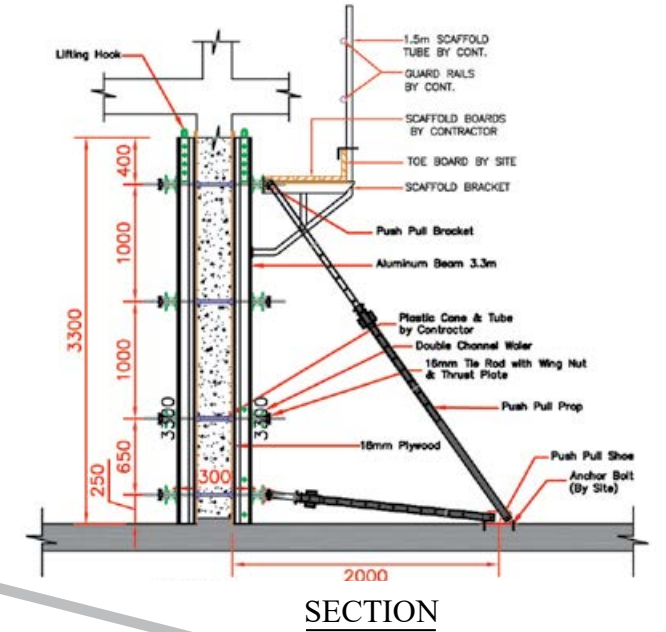 Lifting Hook
1.5m SCAFFOLD
TUBE BY CONT.
GUARD RAILS
BY CONT.
SCAFFOLD BOARDS
BY CONTRACTOR
TOE BOARD BY SITE
SCAFFOLD BRACKET
Push Pull Bracket
Aluminum Beam 3.3m
Plastic Cone & Tube
by Contractor
Double Channel Waler
16mm Tie Rod with Wing Nut
& Thrust Plate
Push Pull Prop
18mm Plywood
Push Pull Shoe
Anchor Bolt
(By Site)
400
1000
1000
650
250
3300
3300
3300
300
2000
SECTION